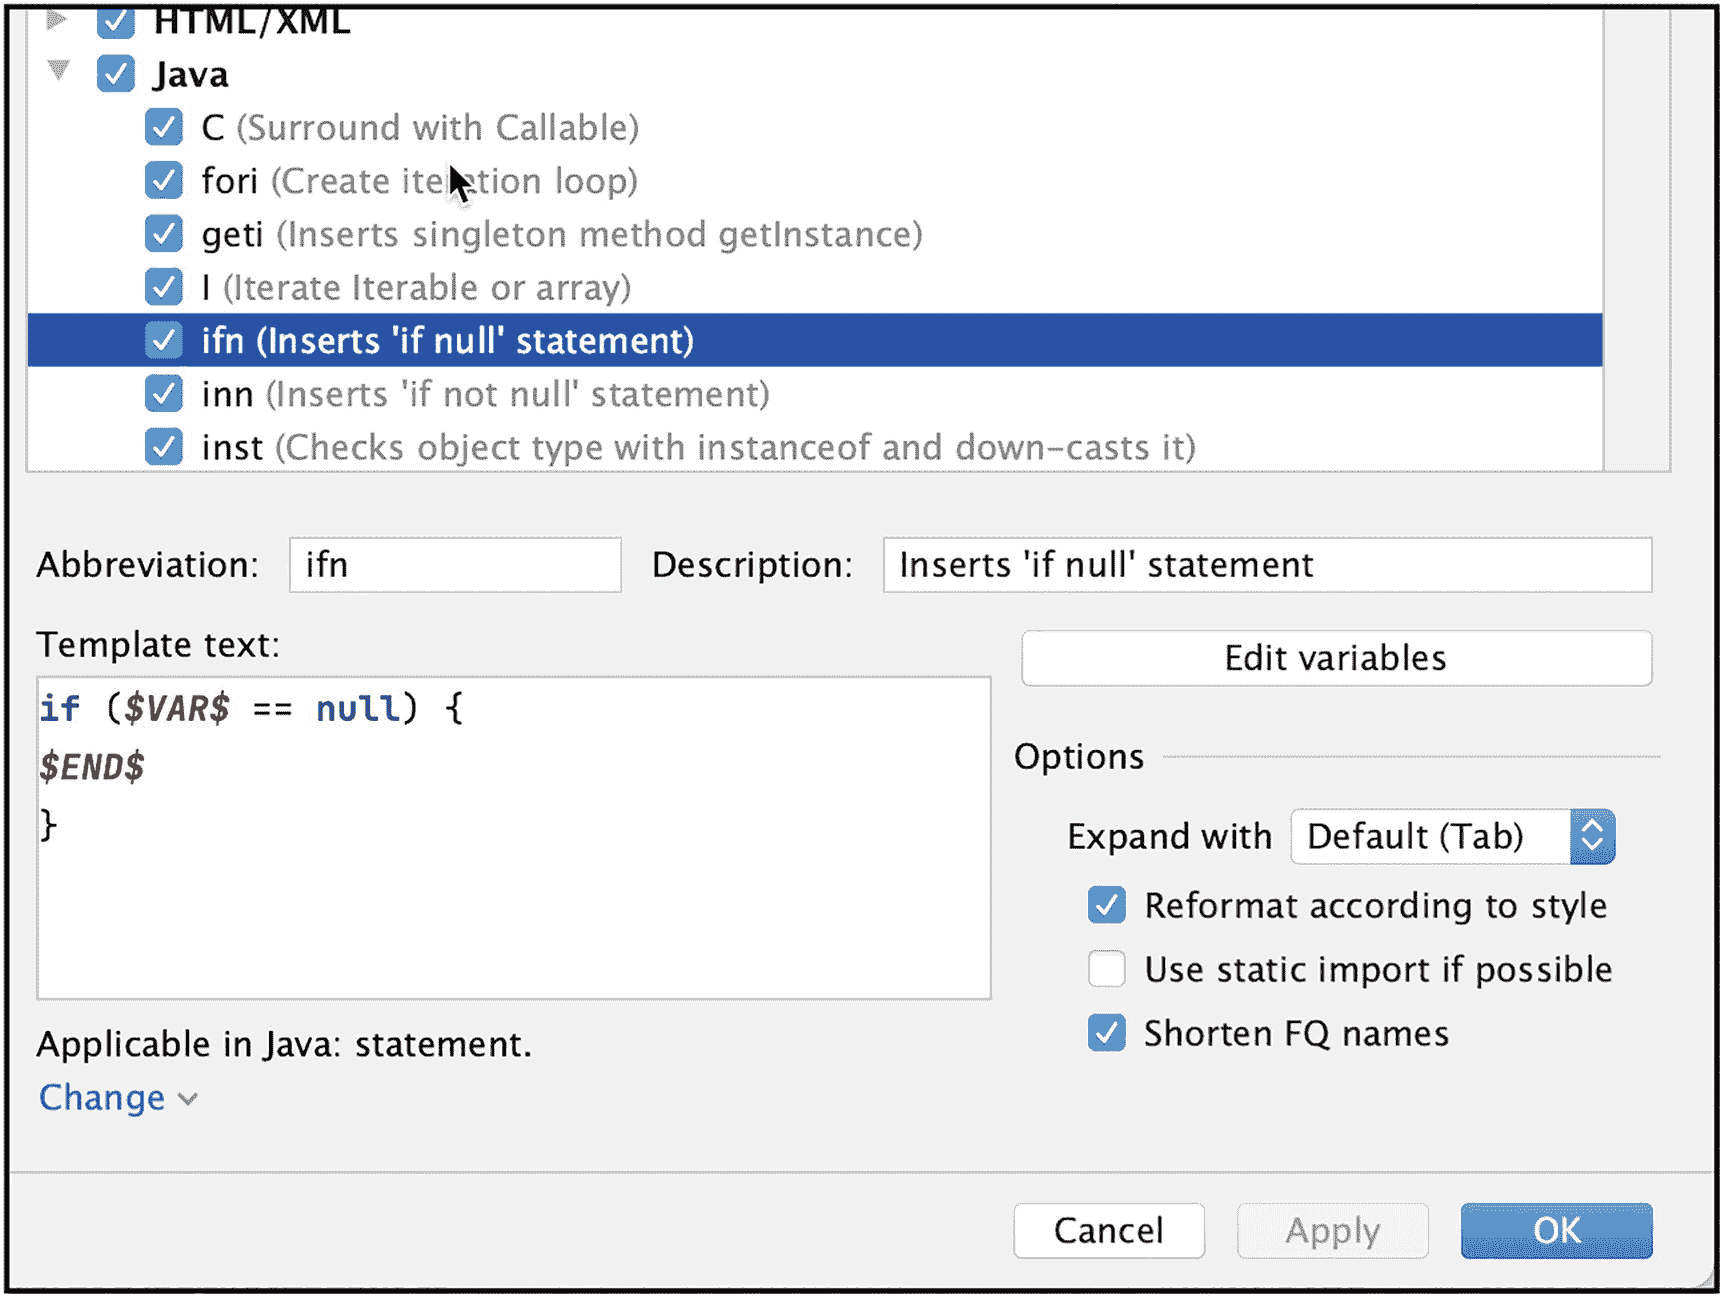 HTML/XML
Java
C (Surround with Callable)
fori (Create iteration loop)
geti (Inserts singleton method getInstance)
I (Iterate Iterable or array)
ifn (Inserts 'if null' statement)
inn (Inserts 'if not null' statement)
inst (Checks object type with instanceof and down-casts it)
Abbreviation: ifn Description: Inserts 'if null' statement
Template text:
Edit variables
if ($VAR$ == null) {
$END$
}
Options
Expand with Default (Tab)
Reformat according to style
Use static import if possible
Shorten FQ names
Applicable in Java: statement.
Change
Cancel Apply OK